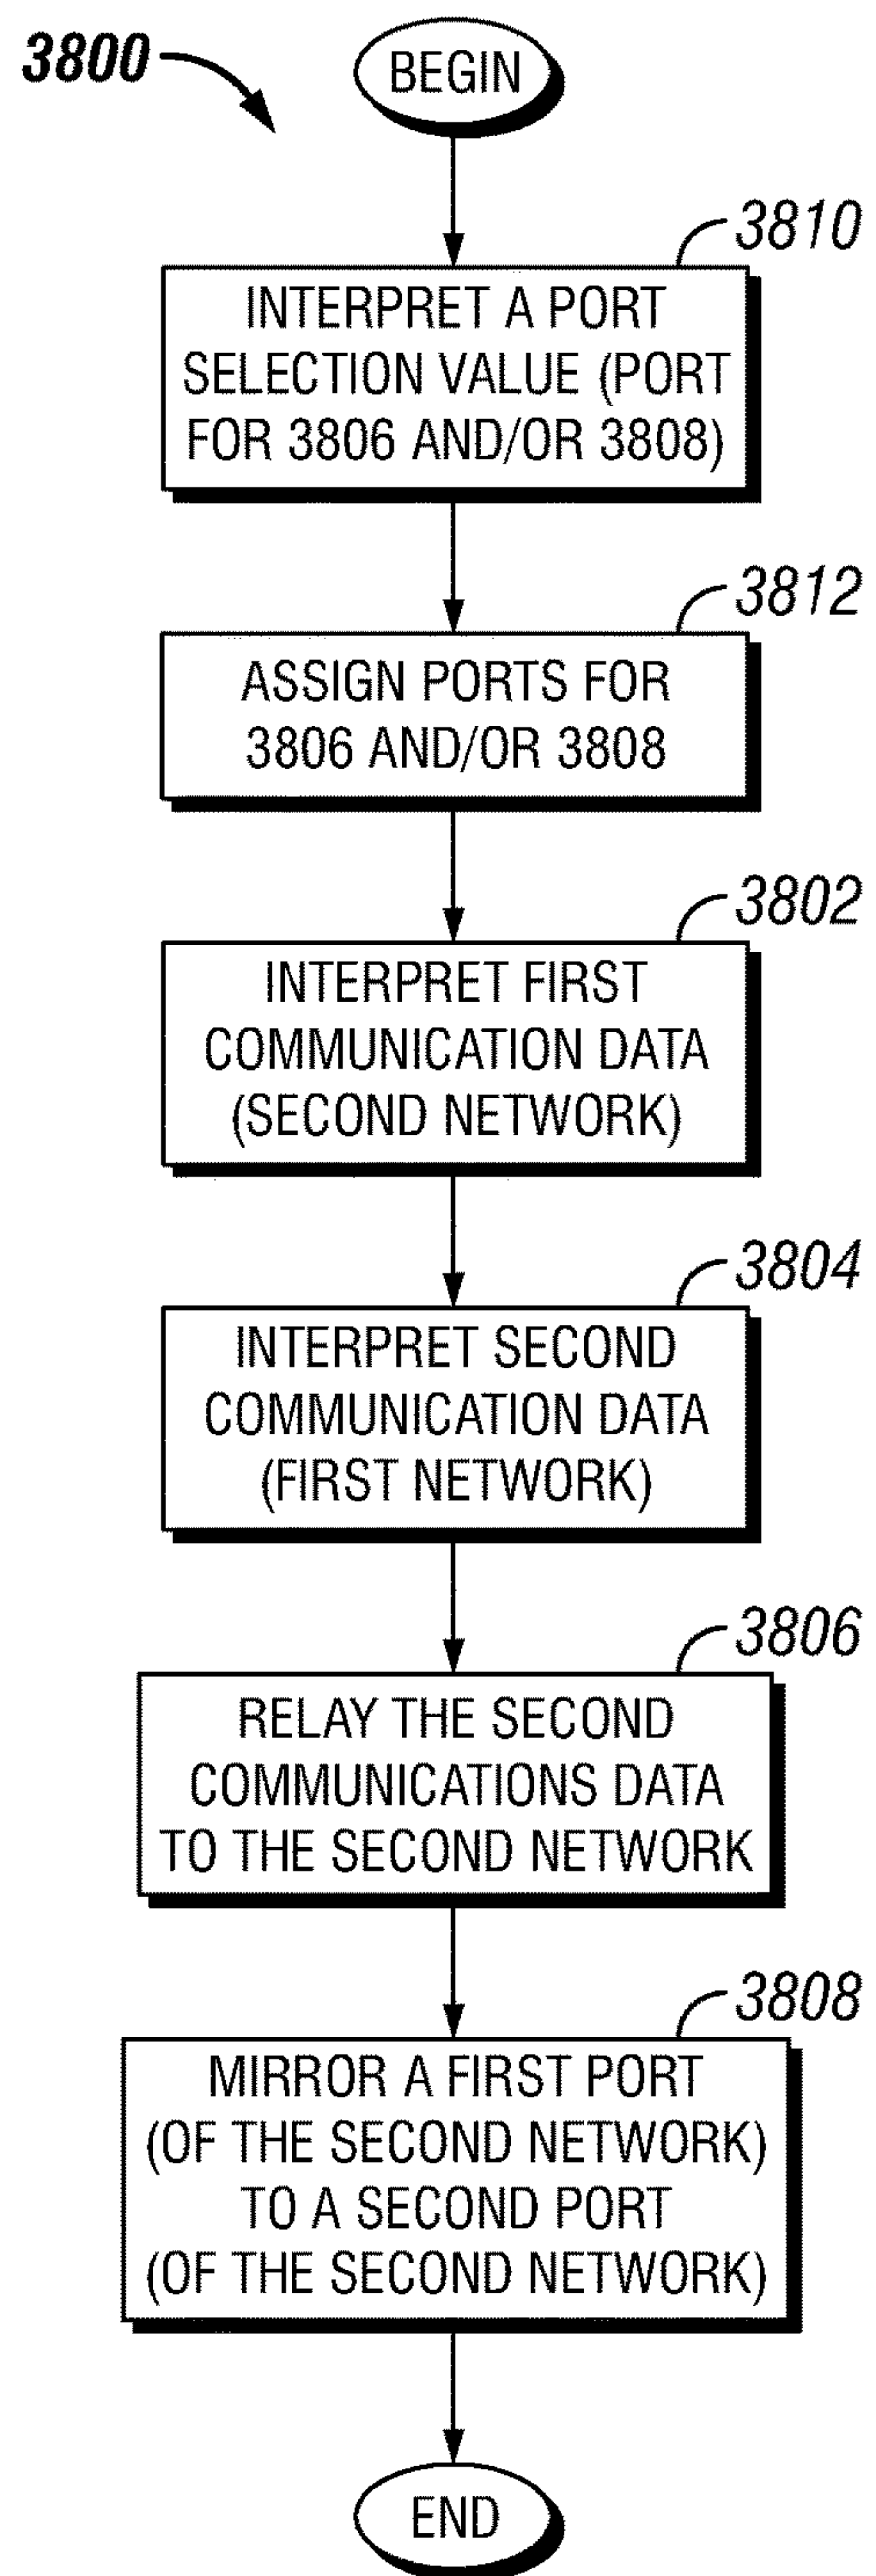 3800
BEGIN
3810
INTERPRET A PORT
SELECTION VALUE (PORT
FOR 3806 AND/OR 3808)
3812
ASSIGN PORTS FOR
3806 AND/OR 3808
3802
INTERPRET FIRST
COMMUNICATION DATA
(SECOND NETWORK)
3804
INTERPRET SECOND
COMMUNICATION DATA
(FIRST NETWORK)
3806
RELAY THE SECOND
COMMUNICATIONS DATA
TO THE SECOND NETWORK
3808
MIRROR A FIRST PORT
(OF THE SECOND NETWORK)
TO A SECOND PORT
(OF THE SECOND NETWORK)
END